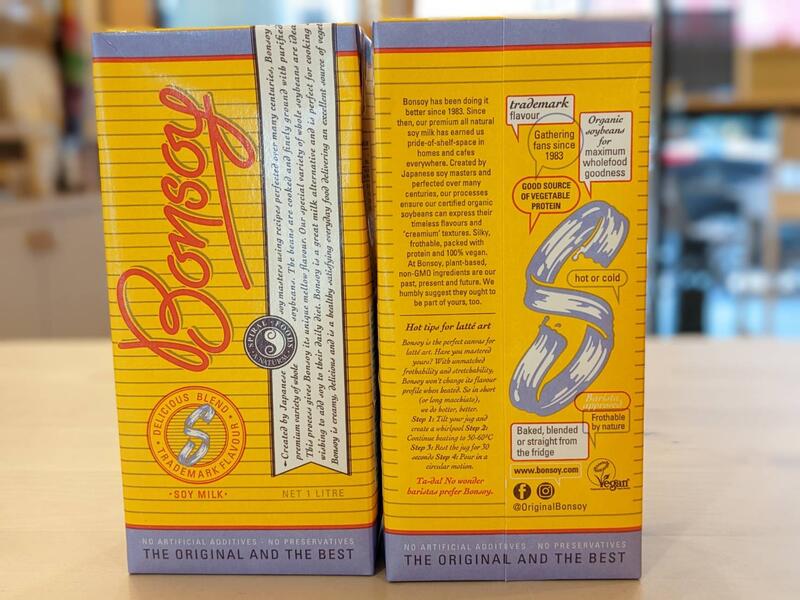 Bonsoy
Created by Japanese soy masters using recipes perfected over many centuries, Bonsoy
premium variety of whole soybeans. The beans are cooked and finely ground with purified
This process gives Bonsoy its unique mellow flavour. Our special variety of whole soybeans are idea
wishing to add soy to their daily diet. Bonsoy is a great milk alternative and is perfect for cooking
Bonsoy is creamy, delicious and is a healthy satisfying everyday food delivering an excellent source of veget
SPIRAL FOODS
NATURAL
DELICIOUS BLEND
TRADEMARK FLAVOUR
• SOY MILK •
NET 1 LITRE
NO ARTIFICIAL ADDITIVES - NO PRESERVATIVES
THE ORIGINAL AND THE BEST
Bonsoy has been doing it
better since 1983. Since
then, our premium all natural
soy milk has earned us
pride-of-shelf-space in
homes and cafes
everywhere. Created by
Japanese soy masters and
perfected over many
centuries, our processes
ensure our certified organic
soybeans can express their
timeless flavours and
'creamium' textures. Silky,
frothable, packed with
protein and 100% vegan.
At Bonsoy, plant-based,
non-GMO ingredients are our
past, present and future. We
humbly suggest they ought to
be part of yours, too.
Hot tips for latté art
Bonsoy is the perfect canvas for
latté art. Have you mastered
yours? With unmatched
frothability and stretchability,
Bonsoy won't change its flavour
profile when heated. So in short
(or long macchiato),
we do hotter, better.
Step 1: Tilt your jug and
create a whirlpool Step 2:
Continue heating to 50-60°C
Step 3: Rest the jug for 30
seconds Step 4: Pour in a
circular motion.
Ta-da! No wonder
baristas prefer Bonsoy.
trademark
flavour
Gathering
fans since
1983
Organic
soybeans
for
maximum
wholefood
goodness
GOOD SOURCE
OF VEGETABLE
PROTEIN
hot or cold
Barista
approved
Frothable
by nature
Baked, blended
or straight from
the fridge
www.bonsoy.com
Vegan
@OriginalBonsoy
NO ARTIFICIAL ADDITIVES - NO PRESERVATIVES
THE ORIGINAL AND THE BEST